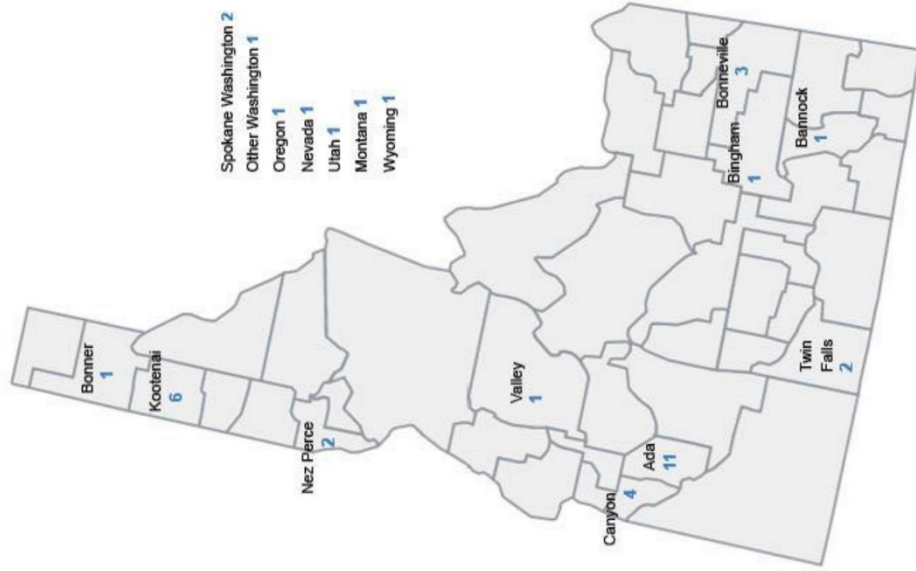 Spokane Washington 2
Other Washington 1
Oregon 1
Nevada 1
Utah 1
Montana 1
Wyoming 1
Bonner
1
Kootenai
6
Nez Perce
2
Valley
1
Ada
11
Canyon
4
Twin
Falls
2
Bonneville
3
Bingham
1
Bannock
1